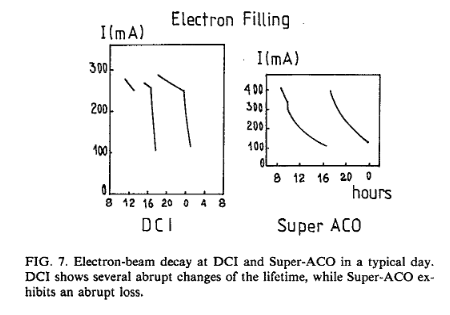 Electron Filling
I(mA)
300
200
100
0
8 12 16 20 0 4 8
DCI
I(mA)
400
300
200
100
0
8 12 16 20 0
hours
Super ACO
FIG. 7. Electron-beam decay at DCI and Super-ACO in a typical day.
DCI shows several abrupt changes of the lifetime, while Super-ACO ex-
hibits an abrupt loss.